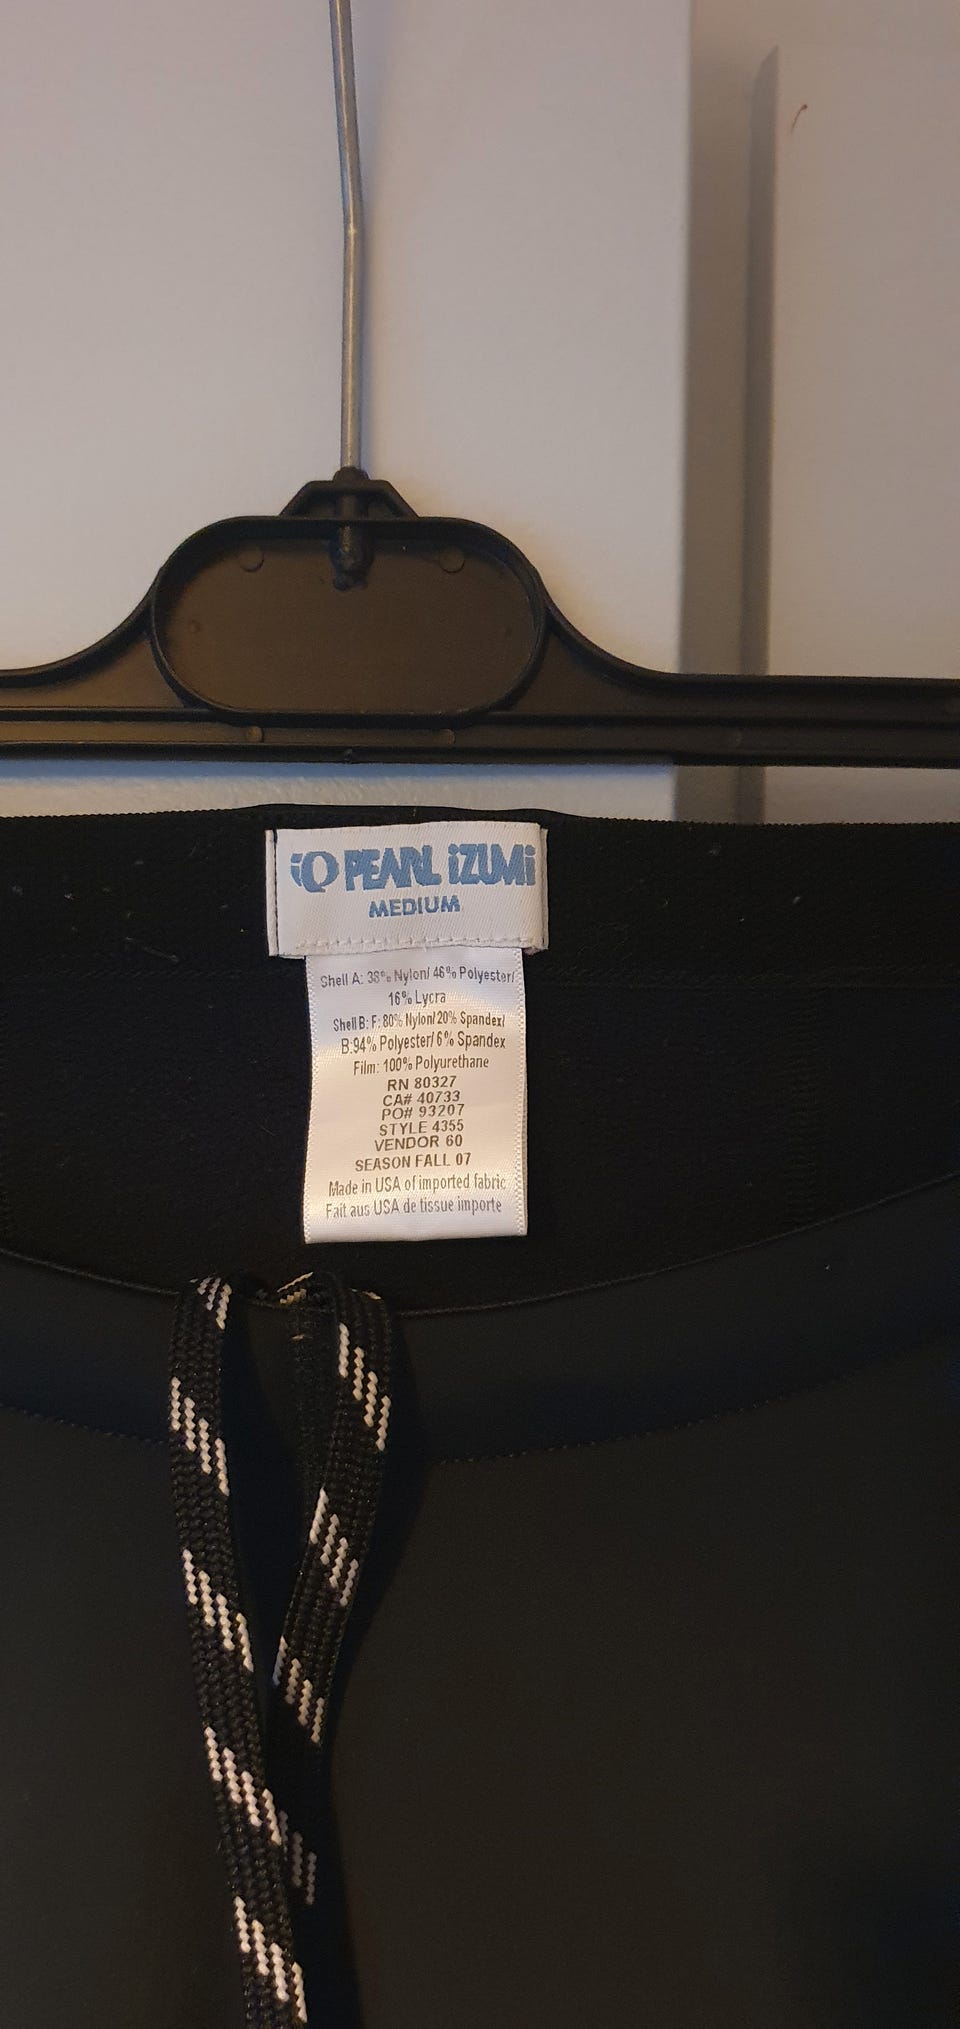 PEARL iZUMi
MEDIUM
Shell A: 38% Nylon/ 46% Polyester/
16% Lycra
Shell B: F: 80% Nylon/ 20% Spandex/
B:94% Polyester/ 6% Spandex
Film: 100% Polyurethane
RN 80327
CA# 40733
PO# 93207
STYLE 4355
VENDOR 60
SEASON FALL 07
Made in USA of imported fabric
Fait aus USA de tissue importe